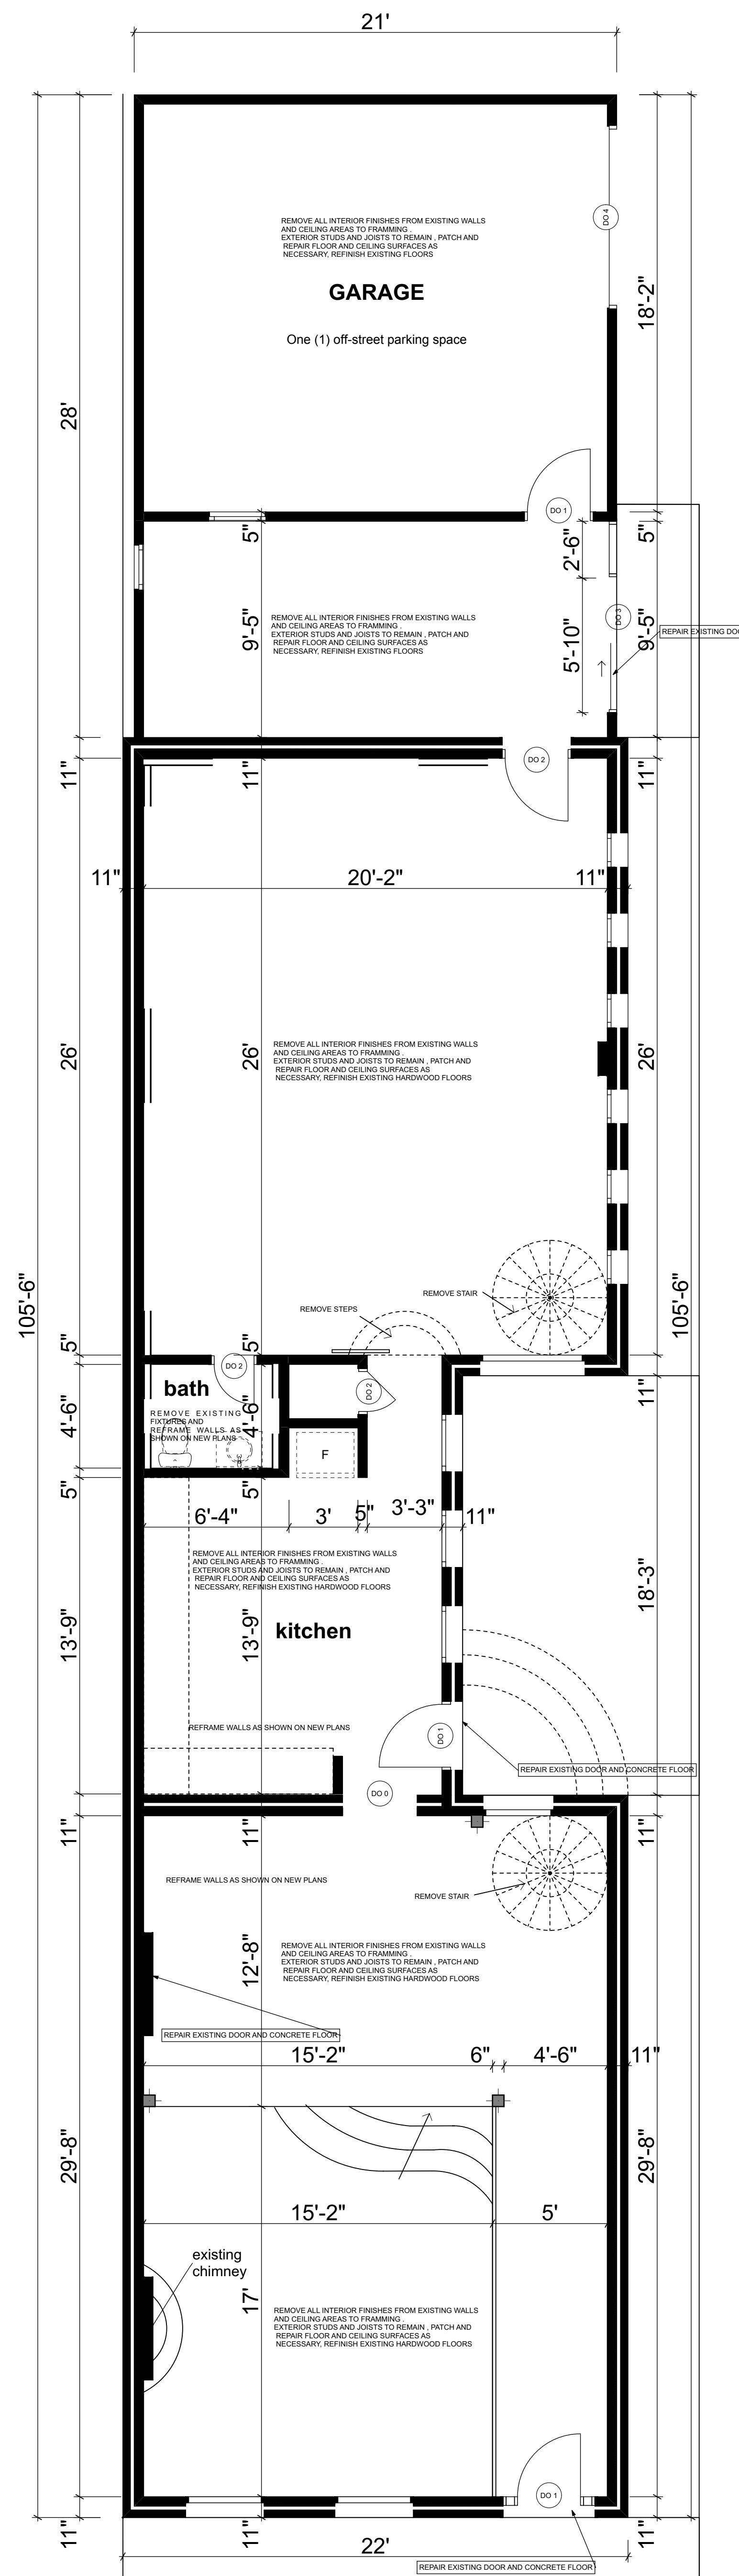 21'
REMOVE ALL INTERIOR FINISHES FROM EXISTING WALLS
AND CEILING AREAS TO FRAMMING .
EXTERIOR STUDS AND JOISTS TO REMAIN , PATCH AND
REPAIR FLOOR AND CEILING SURFACES AS
NECESSARY, REFINISH EXISTING FLOORS
DO 4
GARAGE
18'-2"
One (1) off-street parking space
28'
DO 1
5"
2'-6"
5"
REMOVE ALL INTERIOR FINISHES FROM EXISTING WALLS
AND CEILING AREAS TO FRAMMING .
EXTERIOR STUDS AND JOISTS TO REMAIN , PATCH AND
REPAIR FLOOR AND CEILING SURFACES AS
NECESSARY, REFINISH EXISTING FLOORS
9'-5"
5'-10"
DO 3
9'-5"
REPAIR EXISTING DOO
DO 2
11"
11"
11"
11"
20'-2"
11"
26'
26'
26'
REMOVE ALL INTERIOR FINISHES FROM EXISTING WALLS
AND CEILING AREAS TO FRAMMING .
EXTERIOR STUDS AND JOISTS TO REMAIN , PATCH AND
REPAIR FLOOR AND CEILING SURFACES AS
NECESSARY, REFINISH EXISTING HARDWOOD FLOORS
105'-6"
105'-6"
REMOVE STAIR
REMOVE STEPS
5"
5"
DO 2
bath
DO 2
11"
4'-6"
4'-6"
REMOVE EXISTING
FIXTURES AND
REFRAME WALLS AS
SHOWN ON NEW PLANS
F
5"
5"
6'-4"
3'
5"
3'-3"
11"
REMOVE ALL INTERIOR FINISHES FROM EXISTING WALLS
AND CEILING AREAS TO FRAMMING .
EXTERIOR STUDS AND JOISTS TO REMAIN , PATCH AND
REPAIR FLOOR AND CEILING SURFACES AS
NECESSARY, REFINISH EXISTING HARDWOOD FLOORS
18'-3"
13'-9"
13'-9"
kitchen
REFRAME WALLS AS SHOWN ON NEW PLANS
DO 1
REPAIR EXISTING DOOR AND CONCRETE FLOOR
DO 0
11"
11"
11"
REFRAME WALLS AS SHOWN ON NEW PLANS
REMOVE STAIR
12'-8"
REMOVE ALL INTERIOR FINISHES FROM EXISTING WALLS
AND CEILING AREAS TO FRAMMING .
EXTERIOR STUDS AND JOISTS TO REMAIN , PATCH AND
REPAIR FLOOR AND CEILING SURFACES AS
NECESSARY, REFINISH EXISTING HARDWOOD FLOORS
REPAIR EXISTING DOOR AND CONCRETE FLOOR
15'-2"
6"
4'-6"
11"
29'-8"
29'-8"
15'-2"
5'
existing
chimney
17'
REMOVE ALL INTERIOR FINISHES FROM EXISTING WALLS
AND CEILING AREAS TO FRAMMING .
EXTERIOR STUDS AND JOISTS TO REMAIN , PATCH AND
REPAIR FLOOR AND CEILING SURFACES AS
NECESSARY, REFINISH EXISTING HARDWOOD FLOORS
DO 1
11"
11"
11"
22'
REPAIR EXISTING DOOR AND CONCRETE FLOOR